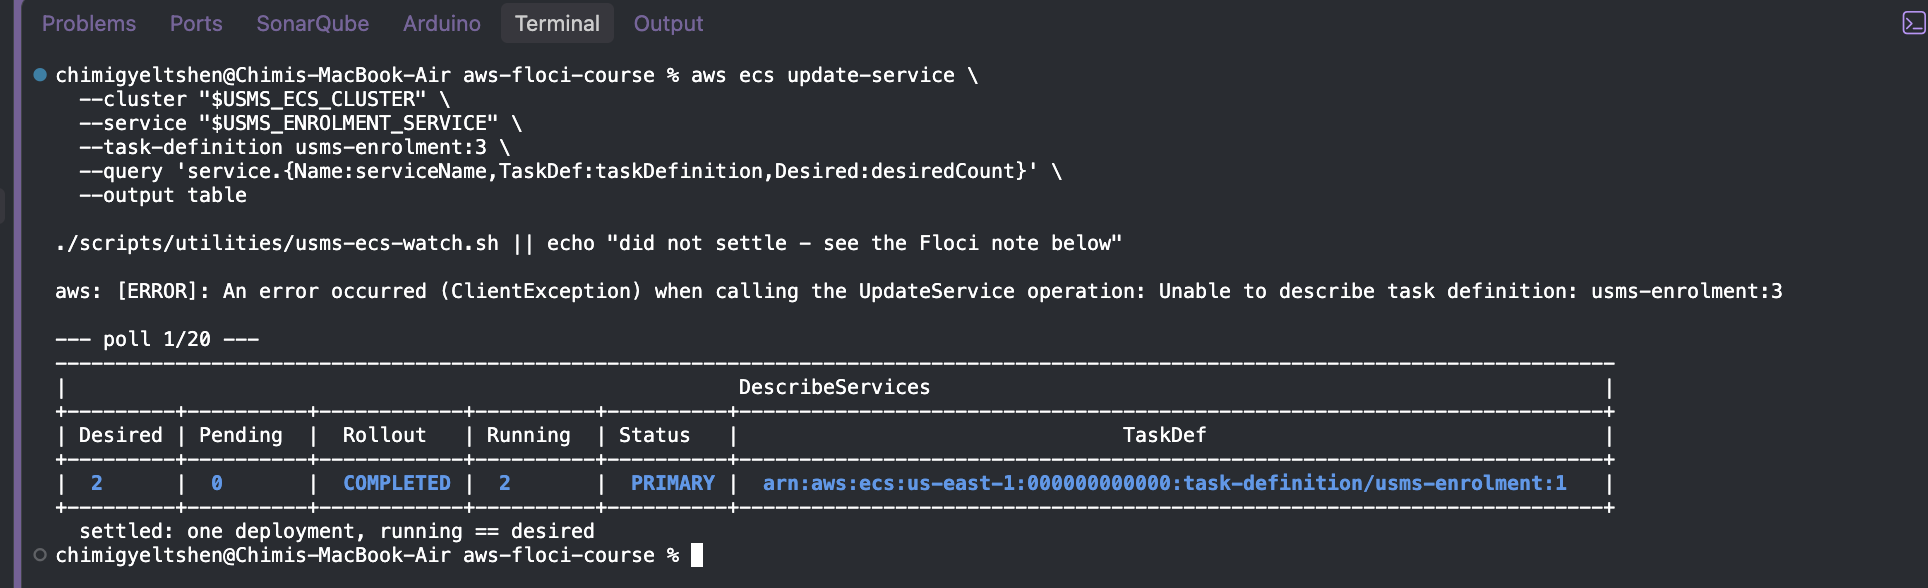 Problems Ports SonarQube Arduino Terminal Output
chimigyeltshen@Chimis-MacBook-Air aws-floci-course % aws ecs update-service \
  --cluster "$USMS_ECS_CLUSTER" \
  --service "$USMS_ENROLMENT_SERVICE" \
  --task-definition usms-enrolment:3 \
  --query 'service.{Name:serviceName,TaskDef:taskDefinition,Desired:desiredCount}' \
  --output table
./scripts/utilities/usms-ecs-watch.sh || echo "did not settle - see the Floci note below"
aws: [ERROR]: An error occurred (ClientException) when calling the UpdateService operation: Unable to describe task definition: usms-enrolment:3
--- poll 1/20 ---
| DescribeServices |
| Desired | Pending | Rollout | Running | Status | TaskDef |
| 2 | 0 | COMPLETED | 2 | PRIMARY | arn:aws:ecs:us-east-1:000000000000:task-definition/usms-enrolment:1 |
  settled: one deployment, running == desired
chimigyeltshen@Chimis-MacBook-Air aws-floci-course %